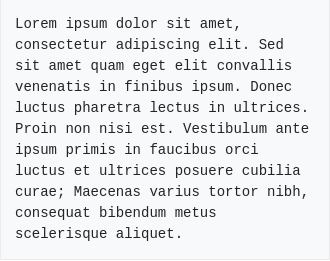 Lorem ipsum dolor sit amet,
consectetur adipiscing elit. Sed
sit amet quam eget elit convallis
venenatis in finibus ipsum. Donec
luctus pharetra lectus in ultrices.
Proin non nisi est. Vestibulum ante
ipsum primis in faucibus orci
luctus et ultrices posuere cubilia
curae; Maecenas varius tortor nibh,
consequat bibendum metus
scelerisque aliquet.